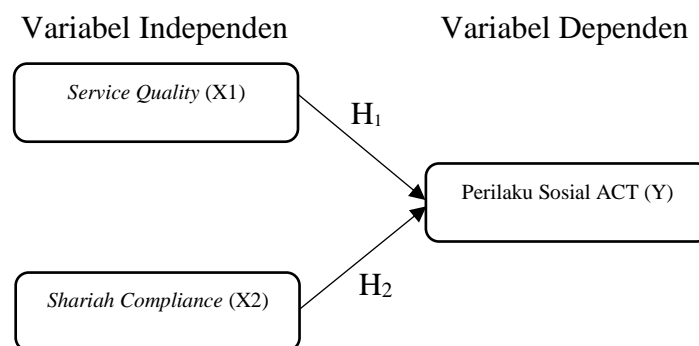 Variabel Independen
Variabel Dependen
Service Quality (X1)
H1
Perilaku Sosial ACT (Y)
H2
Shariah Compliance (X2)